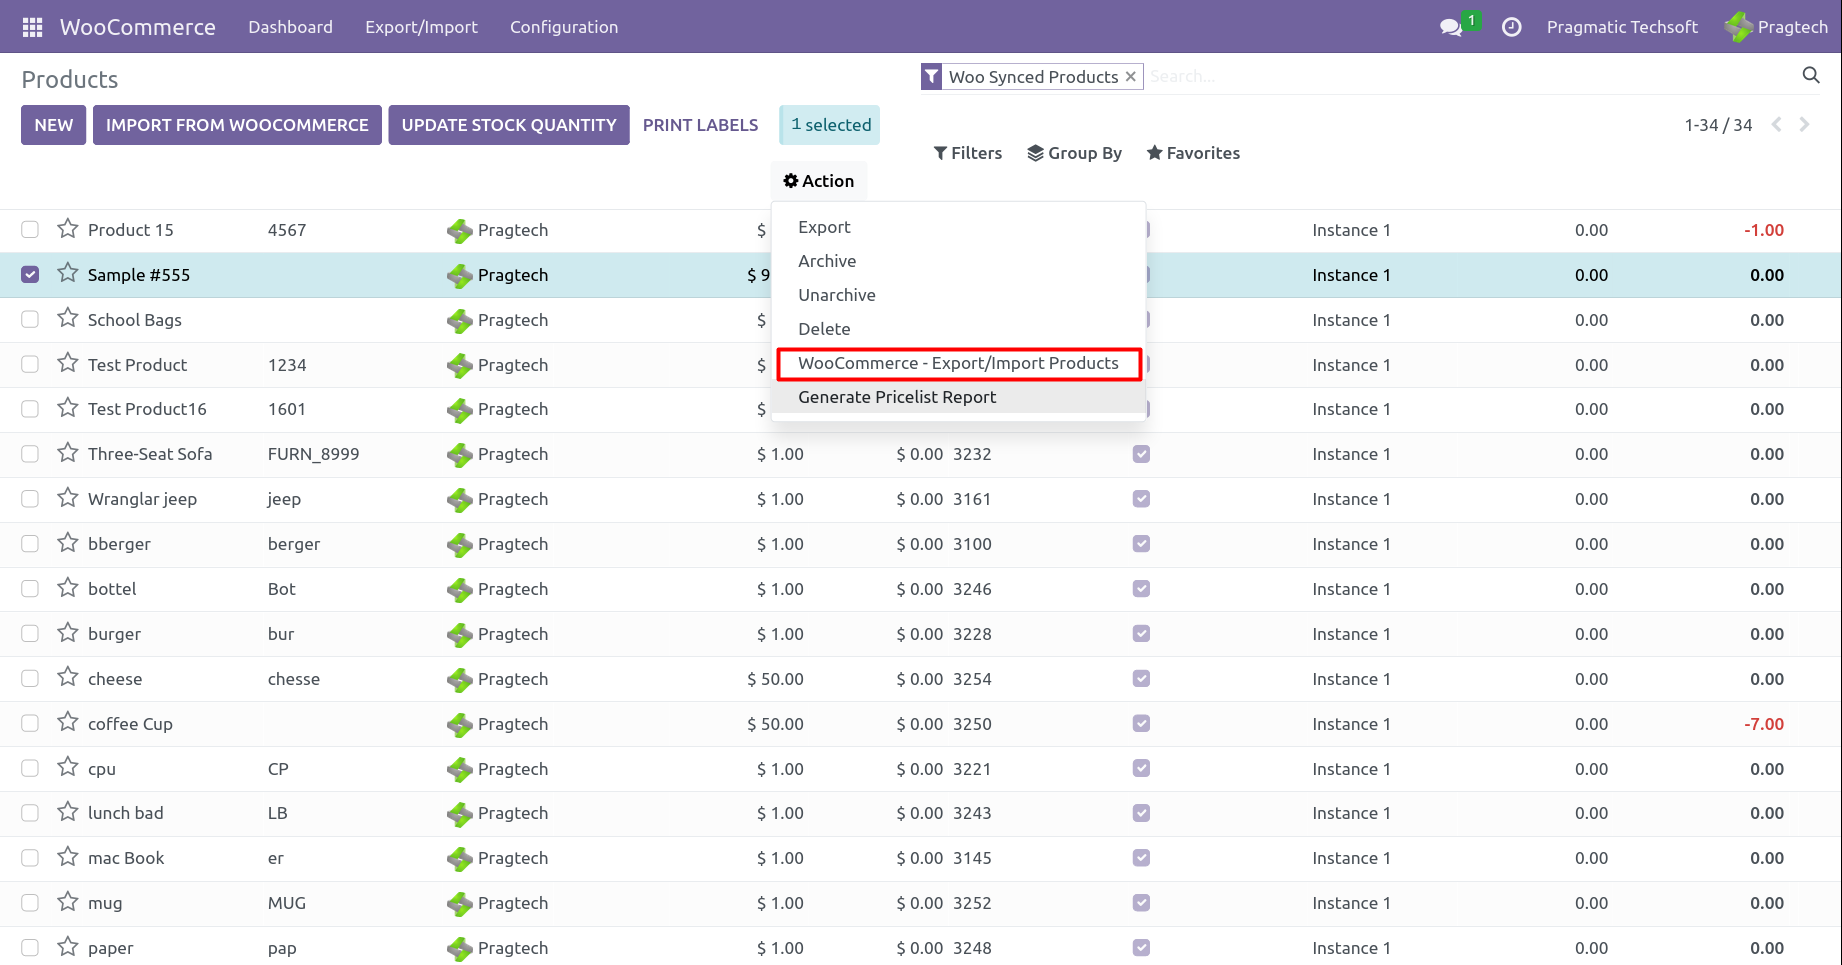 WooCommerce Dashboard Export/Import Configuration 1 Pragmatic Techsoft Pragtech
Products Woo Synced Products × Search...
NEW IMPORT FROM WOOCOMMERCE UPDATE STOCK QUANTITY PRINT LABELS 1 selected 1-34 / 34
Filters Group By Favorites
Action
Export
Archive
Unarchive
Delete
WooCommerce - Export/Import Products
Generate Pricelist Report
Product 15 4567 Pragtech $ Instance 1 0.00 -1.00
Sample #555 Pragtech $ 9 Instance 1 0.00 0.00
School Bags Pragtech $ Instance 1 0.00 0.00
Test Product 1234 Pragtech $ Instance 1 0.00 0.00
Test Product16 1601 Pragtech $ Instance 1 0.00 0.00
Three-Seat Sofa FURN_8999 Pragtech $ 1.00 $ 0.00 3232 Instance 1 0.00 0.00
Wranglar jeep jeep Pragtech $ 1.00 $ 0.00 3161 Instance 1 0.00 0.00
bberger berger Pragtech $ 1.00 $ 0.00 3100 Instance 1 0.00 0.00
bottel Bot Pragtech $ 1.00 $ 0.00 3246 Instance 1 0.00 0.00
burger bur Pragtech $ 1.00 $ 0.00 3228 Instance 1 0.00 0.00
cheese chesse Pragtech $ 50.00 $ 0.00 3254 Instance 1 0.00 0.00
coffee Cup Pragtech $ 50.00 $ 0.00 3250 Instance 1 0.00 -7.00
cpu CP Pragtech $ 1.00 $ 0.00 3221 Instance 1 0.00 0.00
lunch bad LB Pragtech $ 1.00 $ 0.00 3243 Instance 1 0.00 0.00
mac Book er Pragtech $ 1.00 $ 0.00 3145 Instance 1 0.00 0.00
mug MUG Pragtech $ 1.00 $ 0.00 3252 Instance 1 0.00 0.00
paper pap Pragtech $ 1.00 $ 0.00 3248 Instance 1 0.00 0.00